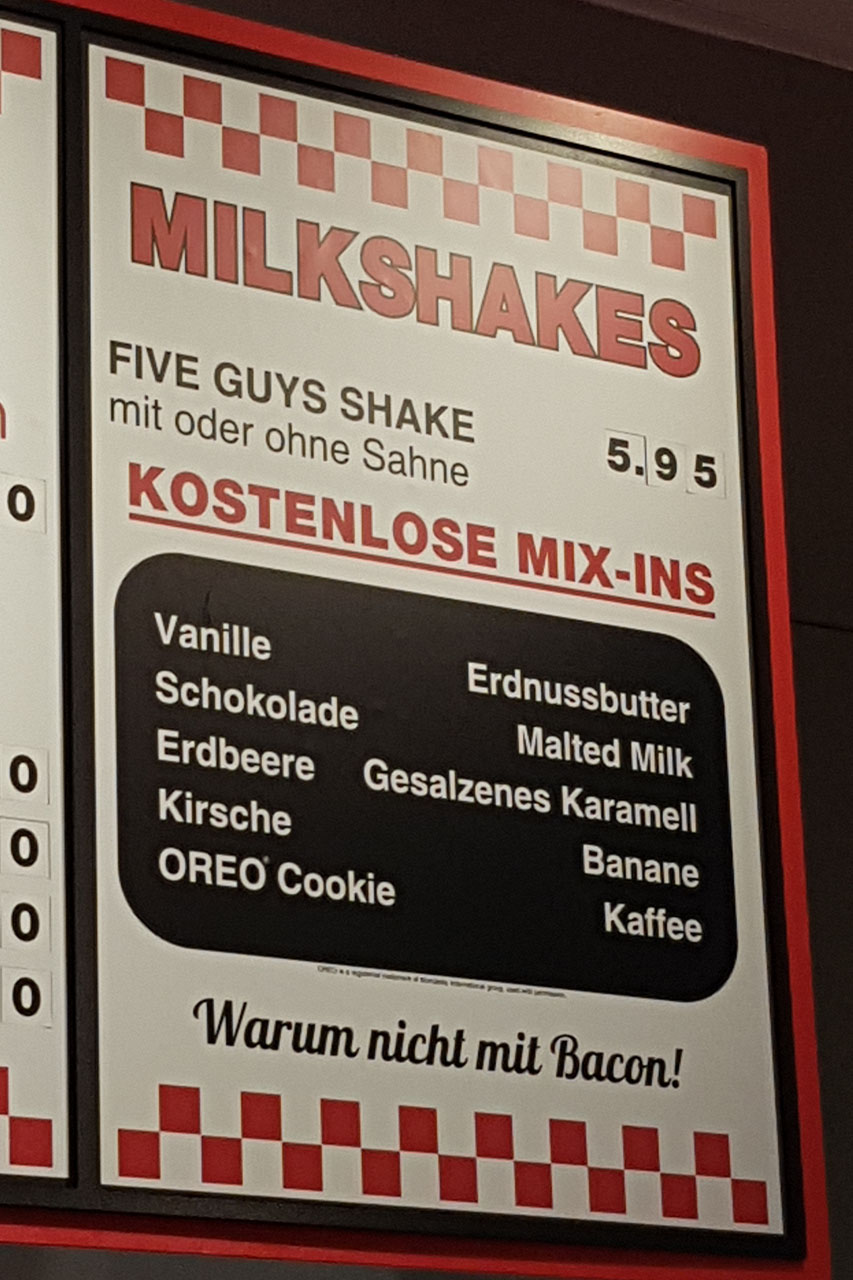 MILKSHAKES
FIVE GUYS SHAKE
mit oder ohne Sahne
5.95
KOSTENLOSE MIX-INS
Vanille
Schokolade
Erdbeere
Kirsche
OREO® Cookie
Erdnussbutter
Malted Milk
Gesalzenes Karamell
Banane
Kaffee
Warum nicht mit Bacon!
0
0
0
0
0